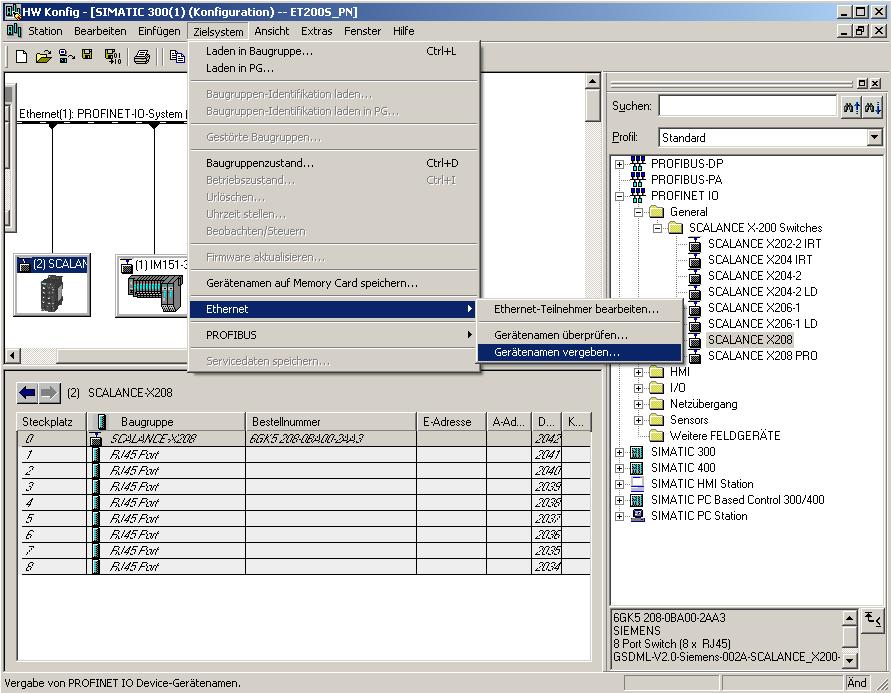 HW Konfig - [SIMATIC 300(1) (Konfiguration) -- ET200S_PN]
Station Bearbeiten Einfügen Zielsystem Ansicht Extras Fenster Hilfe
Laden in Baugruppe... Ctrl+L
Laden in PG...
Baugruppen-Identifikation laden...
Baugruppen-Identifikation laden in PG...
Gestörte Baugruppen...
Baugruppenzustand... Ctrl+D
Betriebszustand... Ctrl+I
Urlöschen...
Uhrzeit stellen...
Beobachten/Steuern
Firmware aktualisieren...
Gerätenamen auf Memory Card speichern...
Ethernet
PROFIBUS
Servicedaten speichern...
Ethernet-Teilnehmer bearbeiten...
Gerätenamen überprüfen...
Gerätenamen vergeben...
Ethernet(1): PROFINET-IO-System
(2) SCALAN
(1) IM151-3
Suchen:
Profil: Standard
PROFIBUS-DP
PROFIBUS-PA
PROFINET IO
General
SCALANCE X-200 Switches
SCALANCE X202-2 IRT
SCALANCE X204 IRT
SCALANCE X204-2
SCALANCE X204-2 LD
SCALANCE X206-1
SCALANCE X206-1 LD
SCALANCE X208
SCALANCE X208 PRO
HMI
I/O
Netzübergang
Sensors
Weitere FELDGERÄTE
SIMATIC 300
SIMATIC 400
SIMATIC HMI Station
SIMATIC PC Based Control 300/400
SIMATIC PC Station
(2) SCALANCE-X208
Steckplatz Baugruppe Bestellnummer E-Adresse A-Ad... D... K...
0 SCALANCE-X208 6GK5 208-0BA00-2AA3 2042
1 RJ45 Port 2041
2 RJ45 Port 2040
3 RJ45 Port 2039
4 RJ45 Port 2038
5 RJ45 Port 2037
6 RJ45 Port 2036
7 RJ45 Port 2035
8 RJ45 Port 2034
6GK5 208-0BA00-2AA3
SIEMENS
8 Port Switch (8 x RJ45)
GSDML-V2.0-Siemens-002A-SCALANCE_X200-
Vergabe von PROFINET IO Device-Gerätenamen. Änd